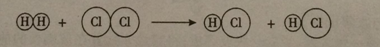 HH + ClCl ⟶ HCl + HCl